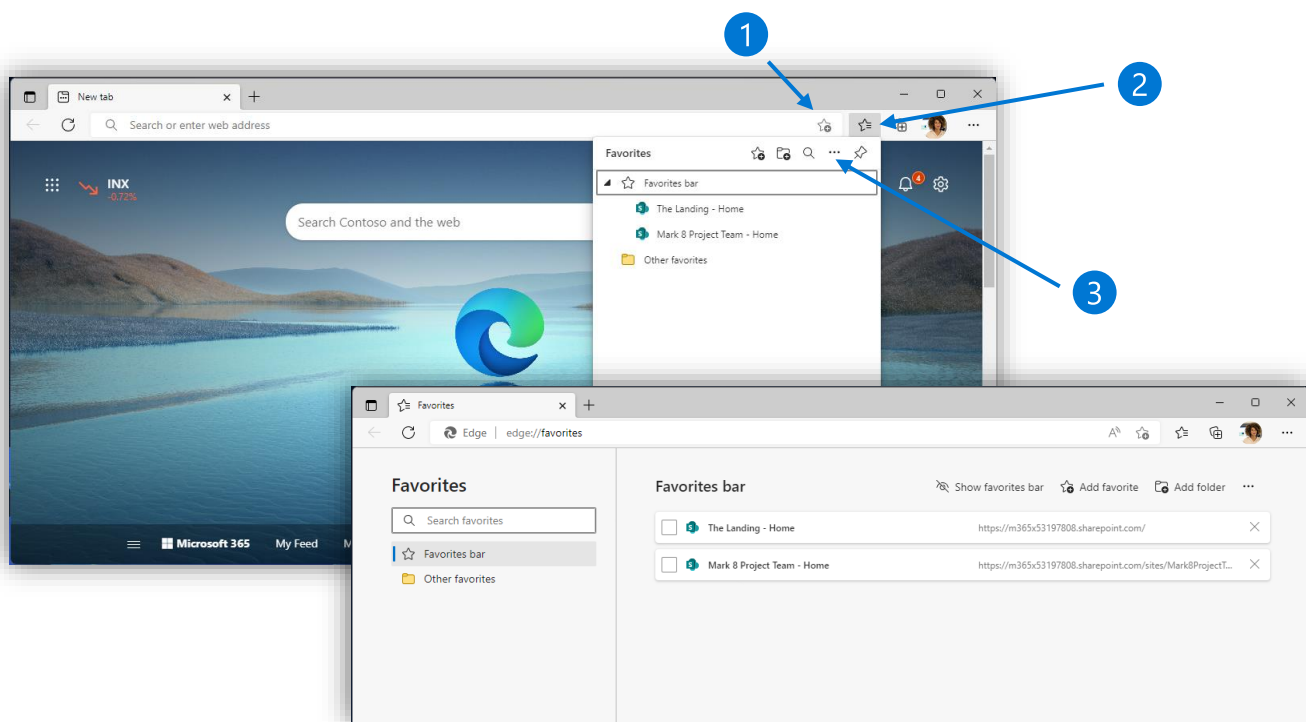 1
2
New tab
Search or enter web address
Favorites
INX
-0.72%
4
Favorites bar
The Landing - Home
Search Contoso and the web
Mark 8 Project Team - Home
Other favorites
3
Favorites
Edge | edge://favorites
Favorites
Favorites bar
Show favorites bar
Add favorite
Add folder
Search favorites
The Landing - Home
https://m365x53197808.sharepoint.com/
Microsoft 365
My Feed
M
Favorites bar
Mark 8 Project Team - Home
https://m365x53197808.sharepoint.com/sites/Mark8ProjectT...
Other favorites